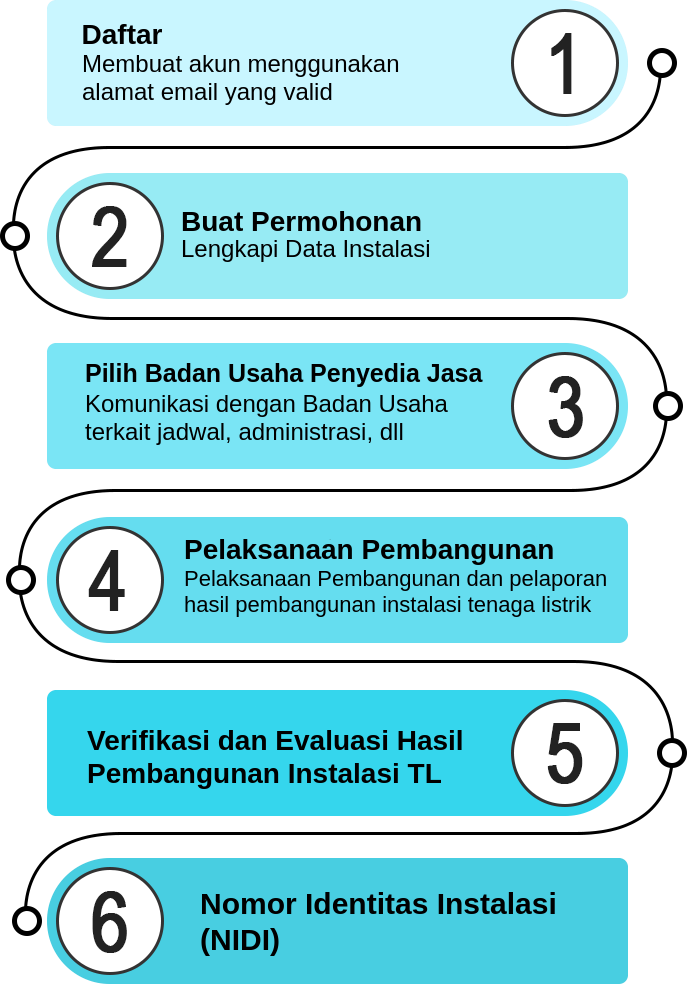 Daftar
Membuat akun menggunakan
alamat email yang valid
1
2
Buat Permohonan
Lengkapi Data Instalasi
Pilih Badan Usaha Penyedia Jasa
Komunikasi dengan Badan Usaha
terkait jadwal, administrasi, dll
3
4
Pelaksanaan Pembangunan
Pelaksanaan Pembangunan dan pelaporan
hasil pembangunan instalasi tenaga listrik
Verifikasi dan Evaluasi Hasil
Pembangunan Instalasi TL
5
6
Nomor Identitas Instalasi
(NIDI)